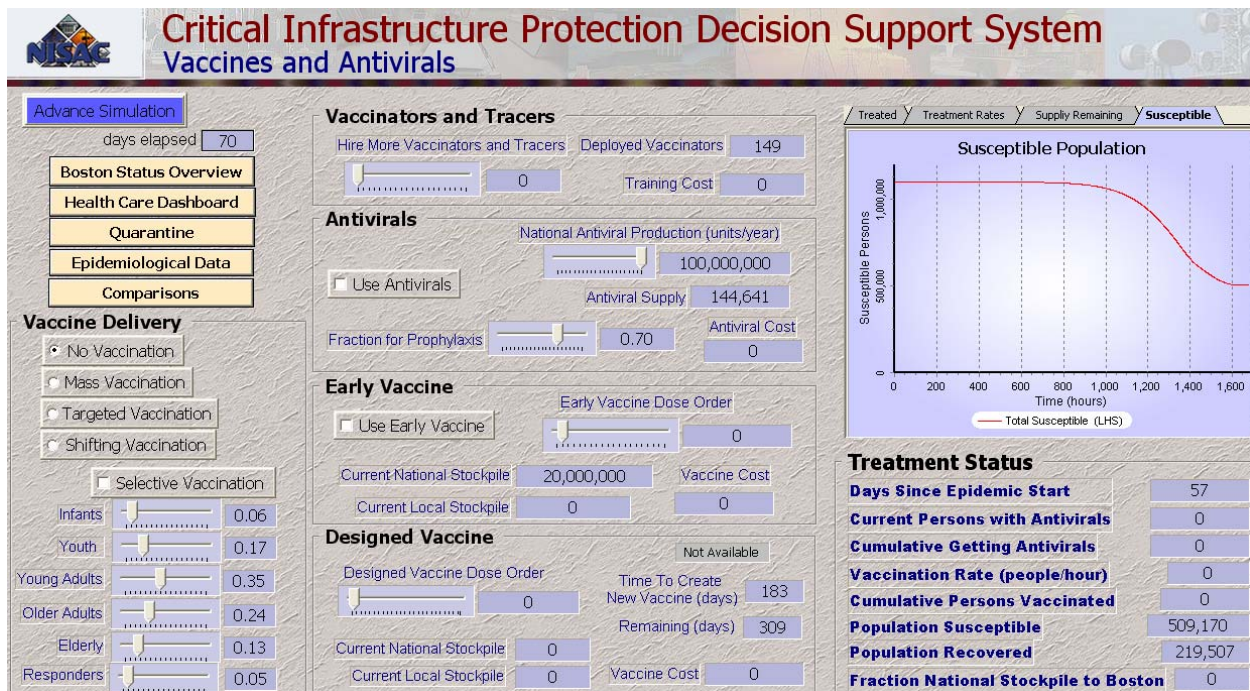 NISAC
Critical Infrastructure Protection Decision Support System
Vaccines and Antivirals
Advance Simulation
days elapsed 70
Boston Status Overview
Health Care Dashboard
Quarantine
Epidemiological Data
Comparisons
Vaccine Delivery
No Vaccination
Mass Vaccination
Targeted Vaccination
Shifting Vaccination
Selective Vaccination
Infants 0.06
Youth 0.17
Young Adults 0.35
Older Adults 0.24
Elderly 0.13
Responders 0.05
Vaccinators and Tracers
Hire More Vaccinators and Tracers Deployed Vaccinators 149
0 Training Cost 0
Antivirals
National Antiviral Production (units/year)
100,000,000
Use Antivirals
Antiviral Supply 144,641
Fraction for Prophylaxis 0.70 Antiviral Cost
0
Early Vaccine
Early Vaccine Dose Order
Use Early Vaccine 0
Current National Stockpile 20,000,000 Vaccine Cost
Current Local Stockpile 0 0
Designed Vaccine
Not Available
Designed Vaccine Dose Order
0
Time To Create
New Vaccine (days) 183
Remaining (days) 309
Current National Stockpile 0
Current Local Stockpile 0 Vaccine Cost 0
Treated Treatment Rates Suppliy Remaining Susceptible
Susceptible Population
Susceptible Persons
1,000,000
500,000
0
0 200 400 600 800 1,000 1,200 1,400 1,600
Time (hours)
Total Susceptible (LHS)
Treatment Status
Days Since Epidemic Start 57
Current Persons with Antivirals 0
Cumulative Getting Antivirals 0
Vaccination Rate (people/hour) 0
Cumulative Persons Vaccinated 0
Population Susceptible 509,170
Population Recovered 219,507
Fraction National Stockpile to Boston 0